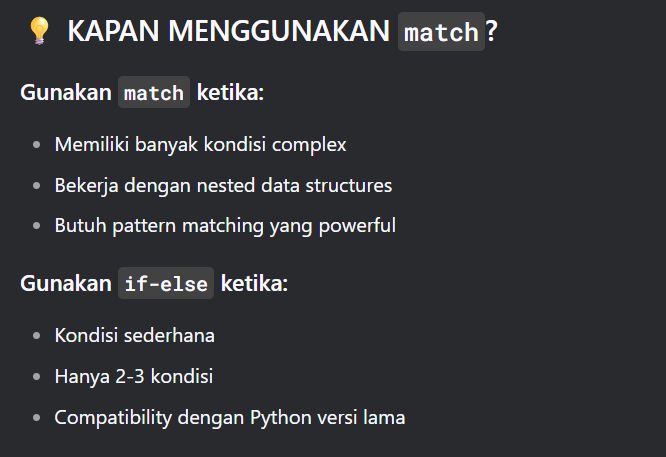 💡 KAPAN MENGGUNAKAN match?
Gunakan match ketika:
• Memiliki banyak kondisi complex
• Bekerja dengan nested data structures
• Butuh pattern matching yang powerful
Gunakan if-else ketika:
• Kondisi sederhana
• Hanya 2-3 kondisi
• Compatibility dengan Python versi lama